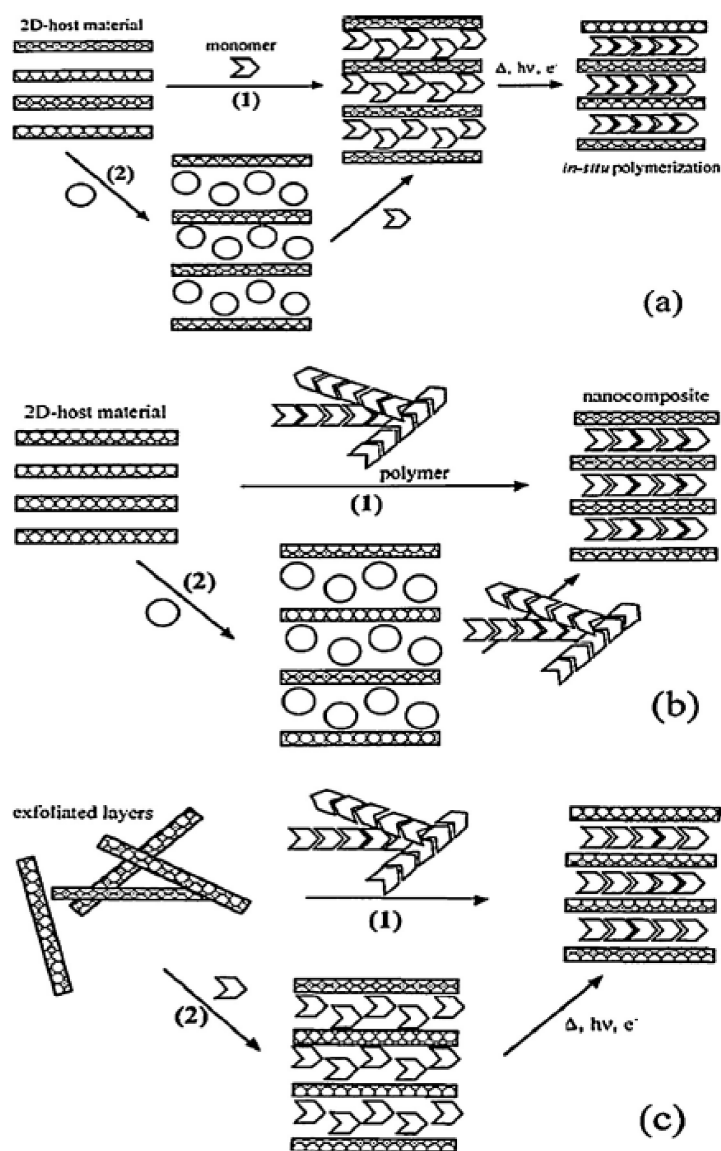 2D-host material
monomer
(1)
Δ, hν, e⁻
(2)
in-situ polymerization
(a)
2D-host material
polymer
(1)
nanocomposite
(2)
(b)
exfoliated layers
(1)
(2)
Δ, hν, e⁻
(c)